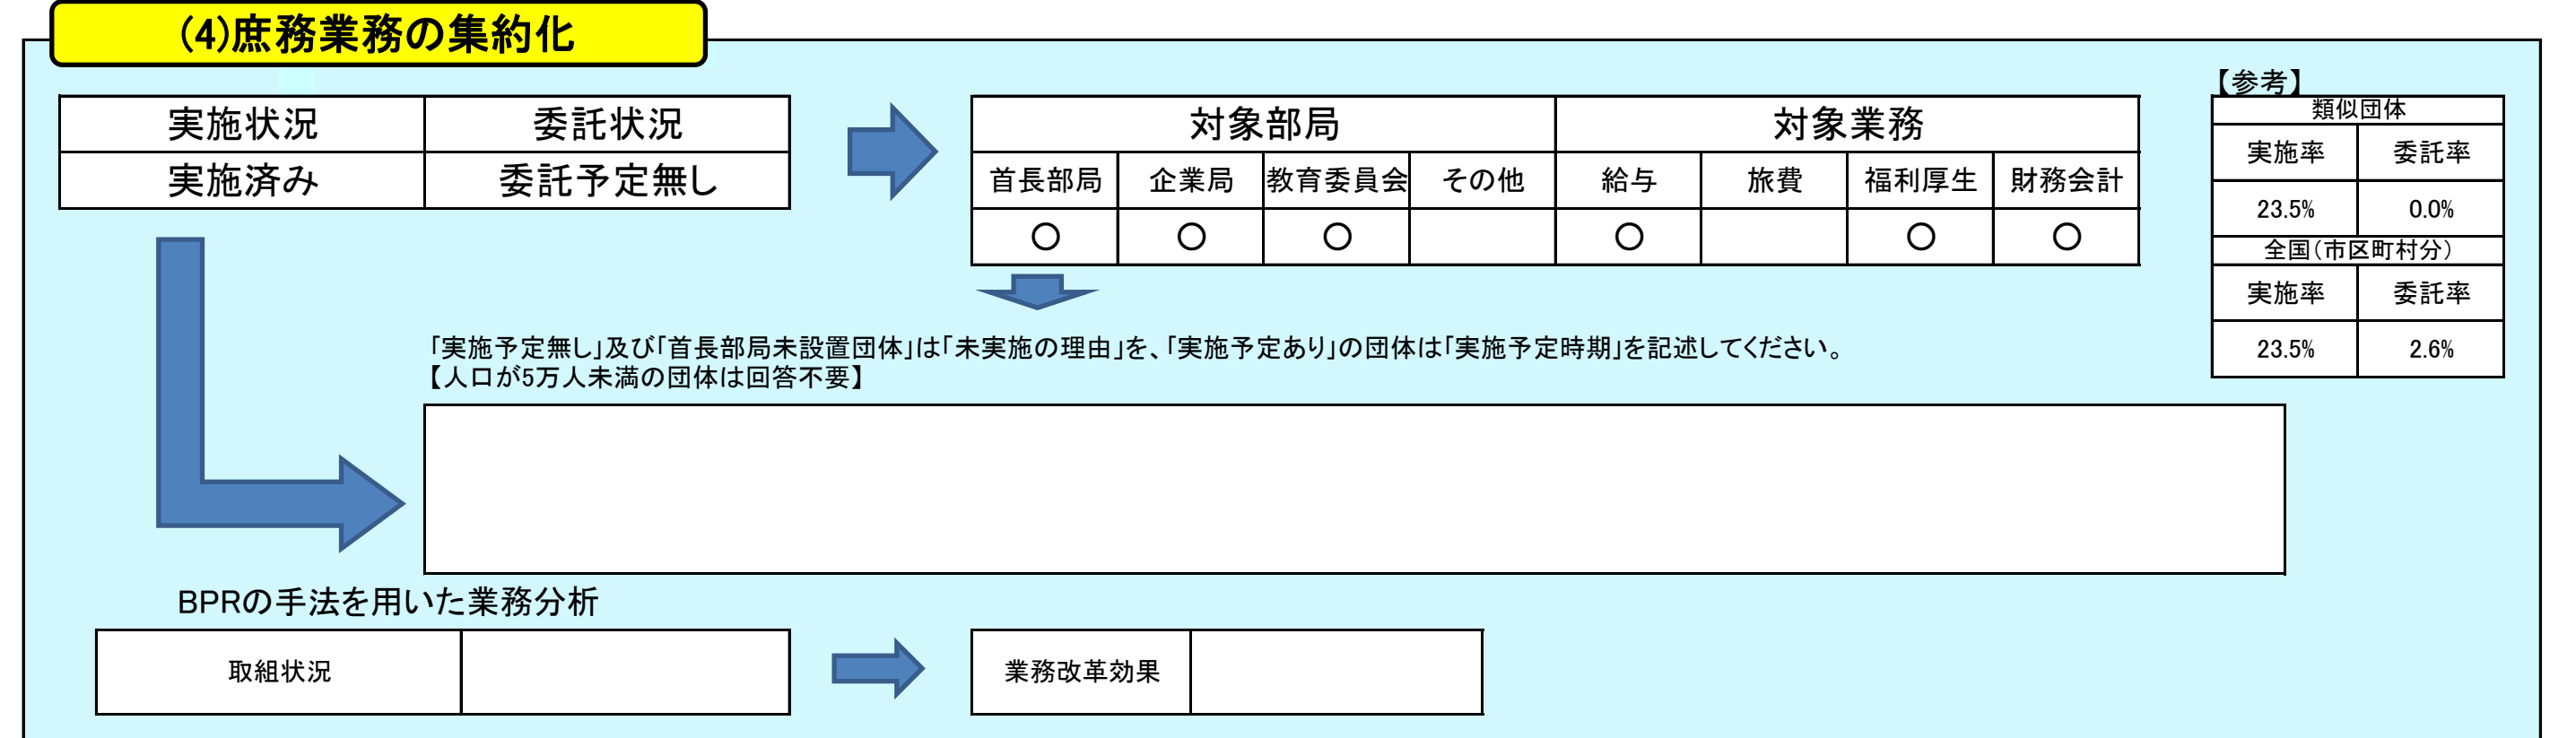 (4)庶務業務の集約化
実施状況 委託状況
実施済み 委託予定無し
対象部局 対象業務
首長部局 企業局 教育委員会 その他 給与 旅費 福利厚生 財務会計
○ ○ ○ ○ ○ ○
【参考】
類似団体
実施率 委託率
23.5% 0.0%
全国（市区町村分）
実施率 委託率
23.5% 2.6%
「実施予定無し」及び「首長部局未設置団体」は「未実施の理由」を、「実施予定あり」の団体は「実施予定時期」を記述してください。
【人口が5万人未満の団体は回答不要】
BPRの手法を用いた業務分析
取組状況
業務改革効果